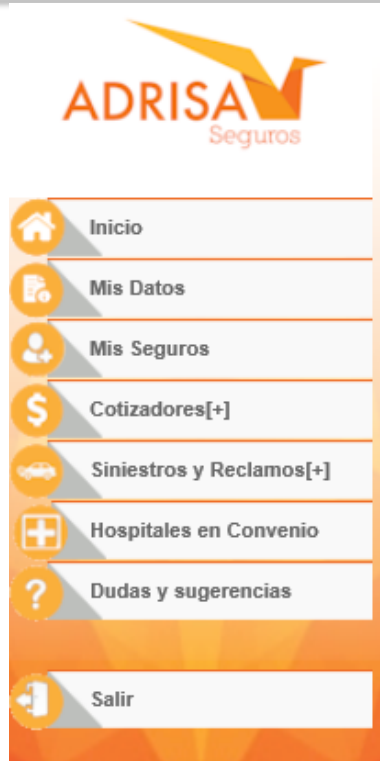 ADRISA
Seguros
Inicio
Mis Datos
Mis Seguros
Cotizadores[+]
Siniestros y Reclamos[+]
Hospitales en Convenio
Dudas y sugerencias
Salir